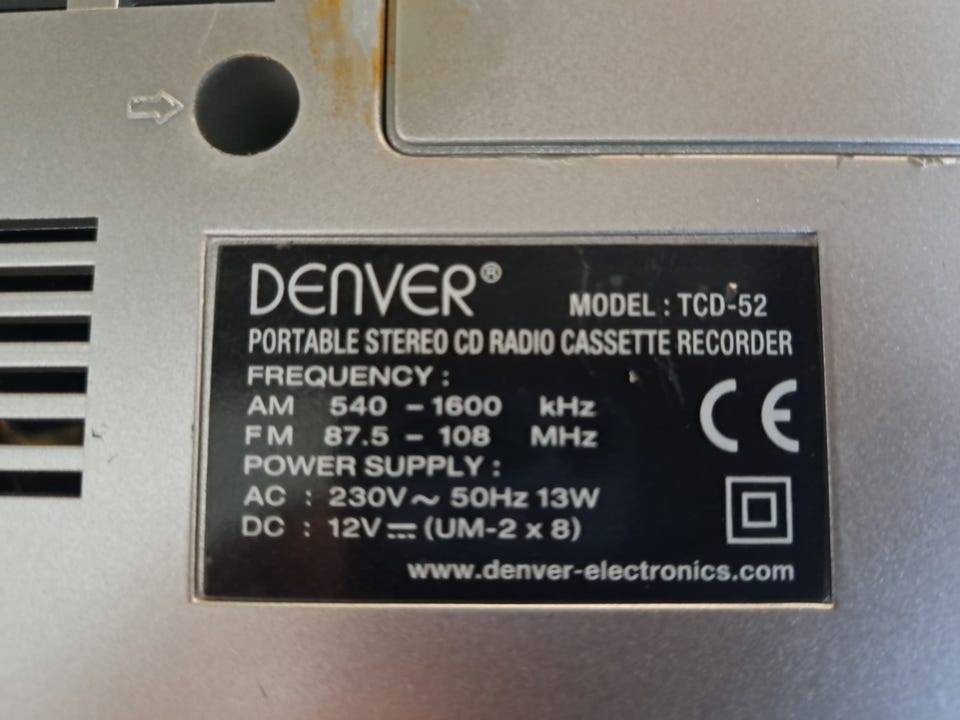 DENVER®
MODEL : TCD-52
PORTABLE STEREO CD RADIO CASSETTE RECORDER
FREQUENCY :
AM 540 - 1600 kHz
FM 87.5 - 108 MHz
POWER SUPPLY :
AC : 230V~ 50Hz 13W
DC : 12V⎓ (UM-2 x 8)
CE
www.denver-electronics.com